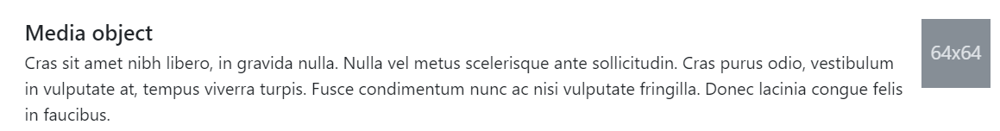 Media object
Cras sit amet nibh libero, in gravida nulla. Nulla vel metus scelerisque ante sollicitudin. Cras purus odio, vestibulum
in vulputate at, tempus viverra turpis. Fusce condimentum nunc ac nisi vulputate fringilla. Donec lacinia congue felis
in faucibus.
64x64